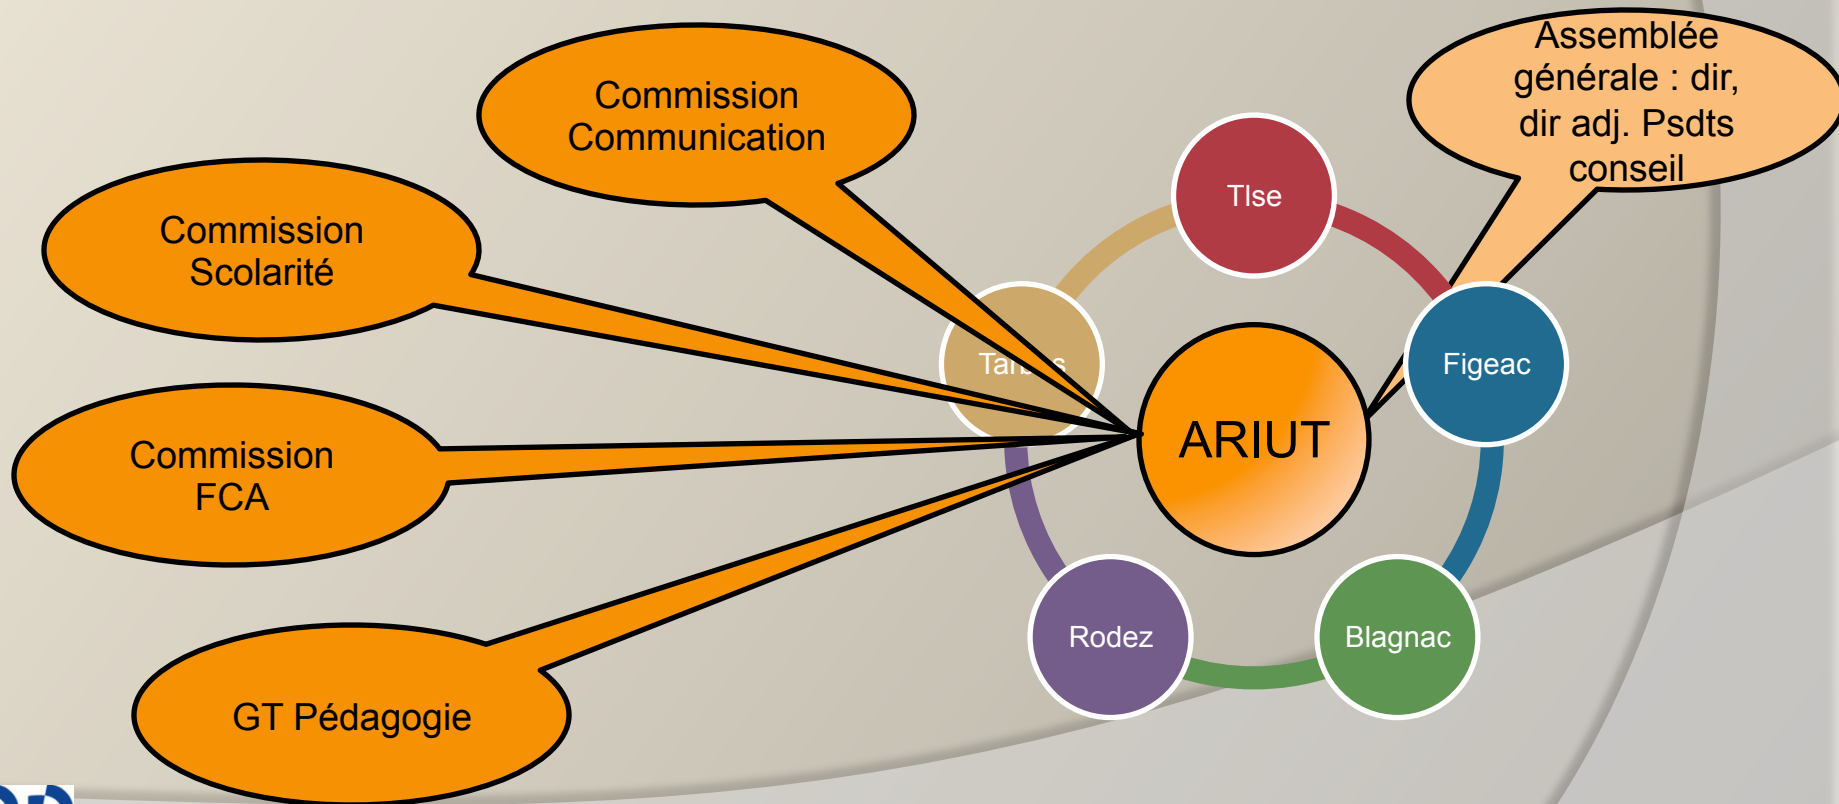 Commission
Communication
Assemblée
générale : dir,
dir adj. Psdts
conseil
Commission
Scolarité
Tlse
Figeac
ARIUT
Commission
FCA
Rodez
Blagnac
GT Pédagogie